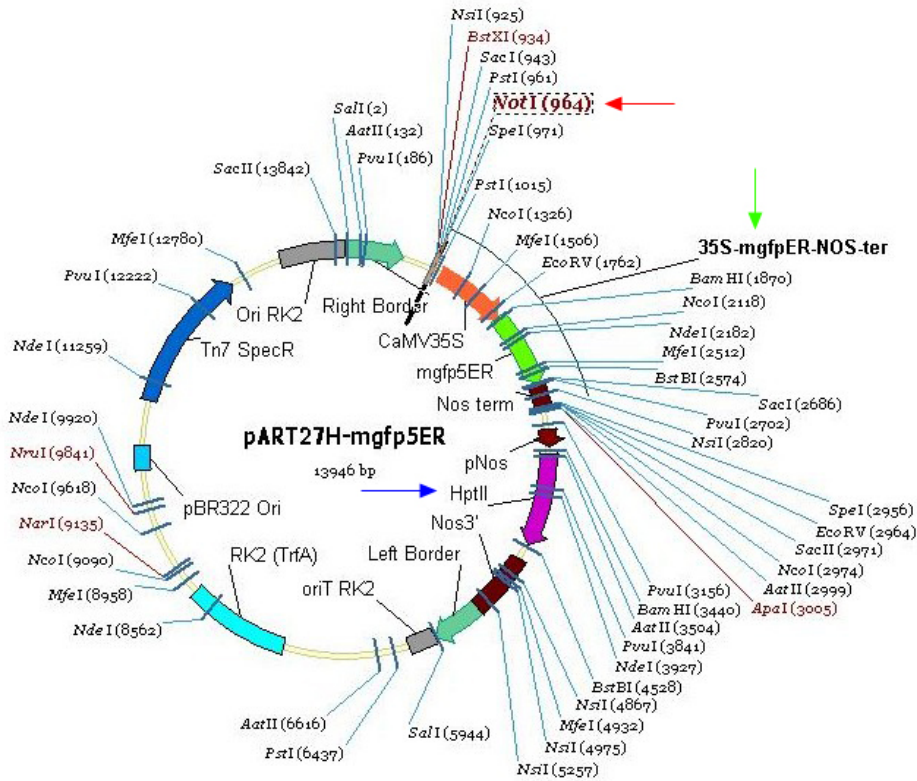 NsiI (925)
BstXI (934)
SacI (943)
PstI (961)
NotI (964)
SpeI (971)
SalI (2)
AatII (132)
PvuI (186)
SacII (13842)
PstI (1015)
NcoI (1326)
MfeI (1506)
EcoRV (1762)
35S-mgfpER-NOS-ter
BamHI (1870)
NcoI (2118)
NdeI (2182)
MfeI (2512)
BstBI (2574)
SacI (2686)
PvuI (2702)
NsiI (2820)
MfeI (12780)
PvuI (12222)
Ori RK2
Right Border
CaMV35S
Tn7 SpecR
NdeI (11259)
mgfp5ER
Nos term
NdeI (9920)
pART27H-mgfp5ER
13946 bp
pNos
HptII
Nos3'
NruI (9841)
NcoI (9618)
pBR322 Ori
NarI (9135)
RK2 (TrfA)
Left Border
oriT RK2
NcoI (9090)
MfeI (8958)
NdeI (8562)
SpeI (2956)
EcoRV (2964)
SacII (2971)
NcoI (2974)
AatII (2999)
ApaI (3005)
PvuI (3156)
BamHI (3440)
AatII (3504)
PvuI (3841)
NdeI (3927)
BstBI (4528)
NsiI (4867)
MfeI (4932)
NsiI (4975)
NsiI (5257)
SalI (5944)
PstI (6437)
AatII (6616)